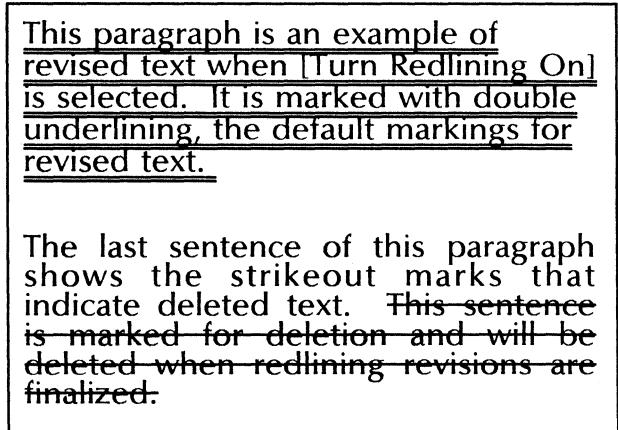 This paragraph is an example of
revised text when [Turn Redlining On]
is selected.  It is marked with double
underlining, the default markings for
revised text.
The last sentence of this paragraph
shows the strikeout marks that
indicate deleted text.  This sentence
is marked for deletion and will be
deleted when redlining revisions are
finalized.